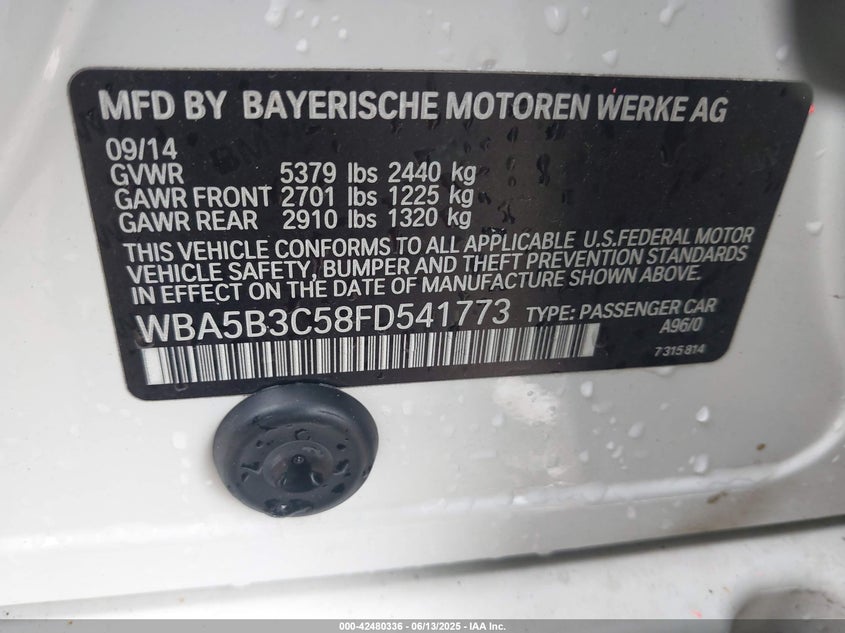 MFD BY BAYERISCHE MOTOREN WERKE AG
09/14
GVWR 5379 lbs 2440 kg
GAWR FRONT 2701 lbs 1225 kg
GAWR REAR 2910 lbs 1320 kg
THIS VEHICLE CONFORMS TO ALL APPLICABLE U.S.FEDERAL MOTOR
VEHICLE SAFETY, BUMPER AND THEFT PREVENTION STANDARDS
IN EFFECT ON THE DATE OF MANUFACTURE SHOWN ABOVE.
WBA5B3C58FD541773 TYPE: PASSENGER CAR
A96/0
7 315 814
000-42480336 - 06/13/2025 - IAA Inc.